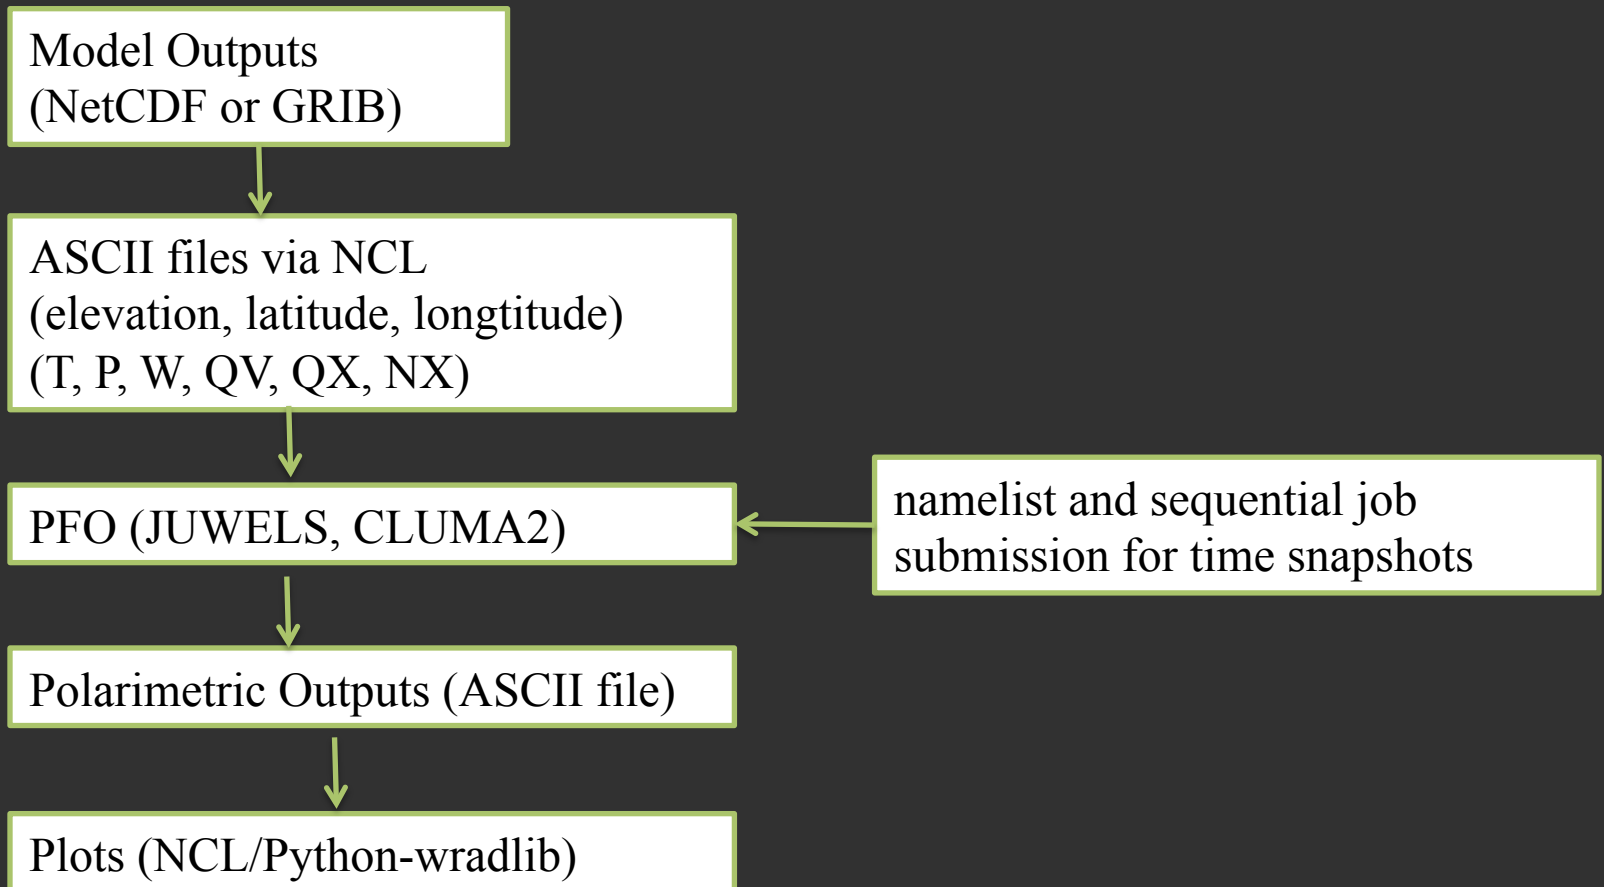 Model Outputs
(NetCDF or GRIB)
ASCII files via NCL
(elevation, latitude, longtitude)
(T, P, W, QV, QX, NX)
PFO (JUWELS, CLUMA2)
namelist and sequential job
submission for time snapshots
Polarimetric Outputs (ASCII file)
Plots (NCL/Python-wradlib)